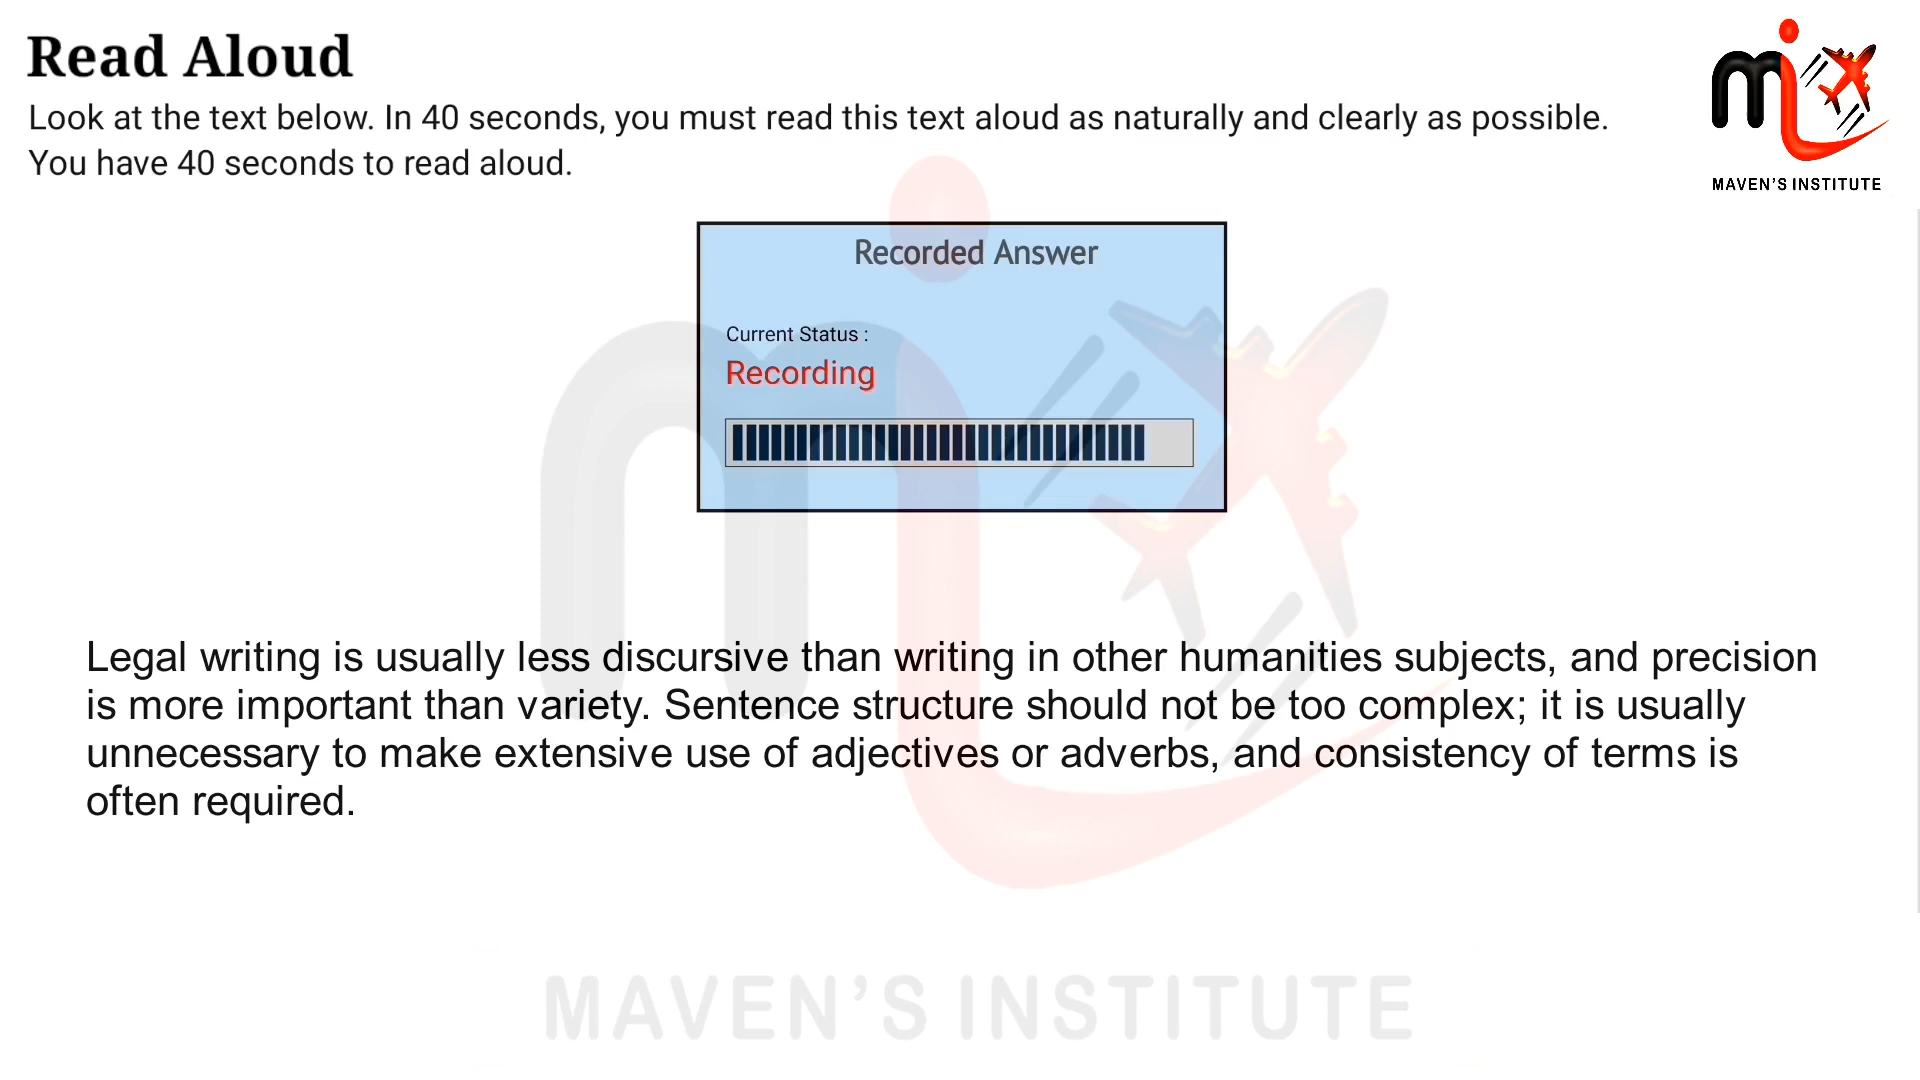 Read Aloud
Look at the text below. In 40 seconds, you must read this text aloud as naturally and clearly as possible.
You have 40 seconds to read aloud.
mi
MAVEN'S INSTITUTE
Recorded Answer
Current Status :
Recording
Legal writing is usually less discursive than writing in other humanities subjects, and precision
is more important than variety. Sentence structure should not be too complex; it is usually
unnecessary to make extensive use of adjectives or adverbs, and consistency of terms is
often required.
MAVEN'S INSTITUTE